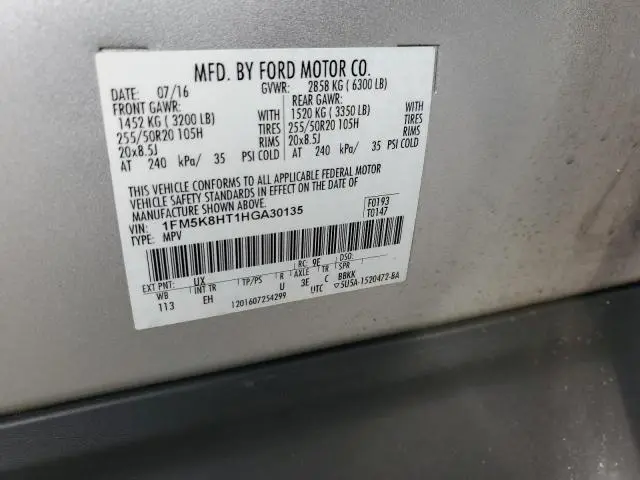 MFD. BY FORD MOTOR CO.
DATE: 07/16 GVWR: 2858 KG ( 6300 LB)
FRONT GAWR: REAR GAWR:
1452 KG ( 3200 LB) WITH 1520 KG ( 3350 LB) WITH
255/50R20 105H TIRES 255/50R20 105H TIRES
20x8.5J RIMS 20x8.5J RIMS
AT 240 kPa/ 35 PSI COLD AT 240 kPa/ 35 PSI COLD
THIS VEHICLE CONFORMS TO ALL APPLICABLE FEDERAL MOTOR
VEHICLE SAFETY STANDARDS IN EFFECT ON THE DATE OF
MANUFACTURE SHOWN ABOVE.
VIN: 1FM5K8HT1HGA30135 F0193
TYPE: MPV T0147
EXT PNT: UX RC: 9E DSO:
WB INT TR TP/PS R AXLE TR SPR
113 EH U 3E C BBKK
1201607254299 UTC ▽5U5A-1520472-BA